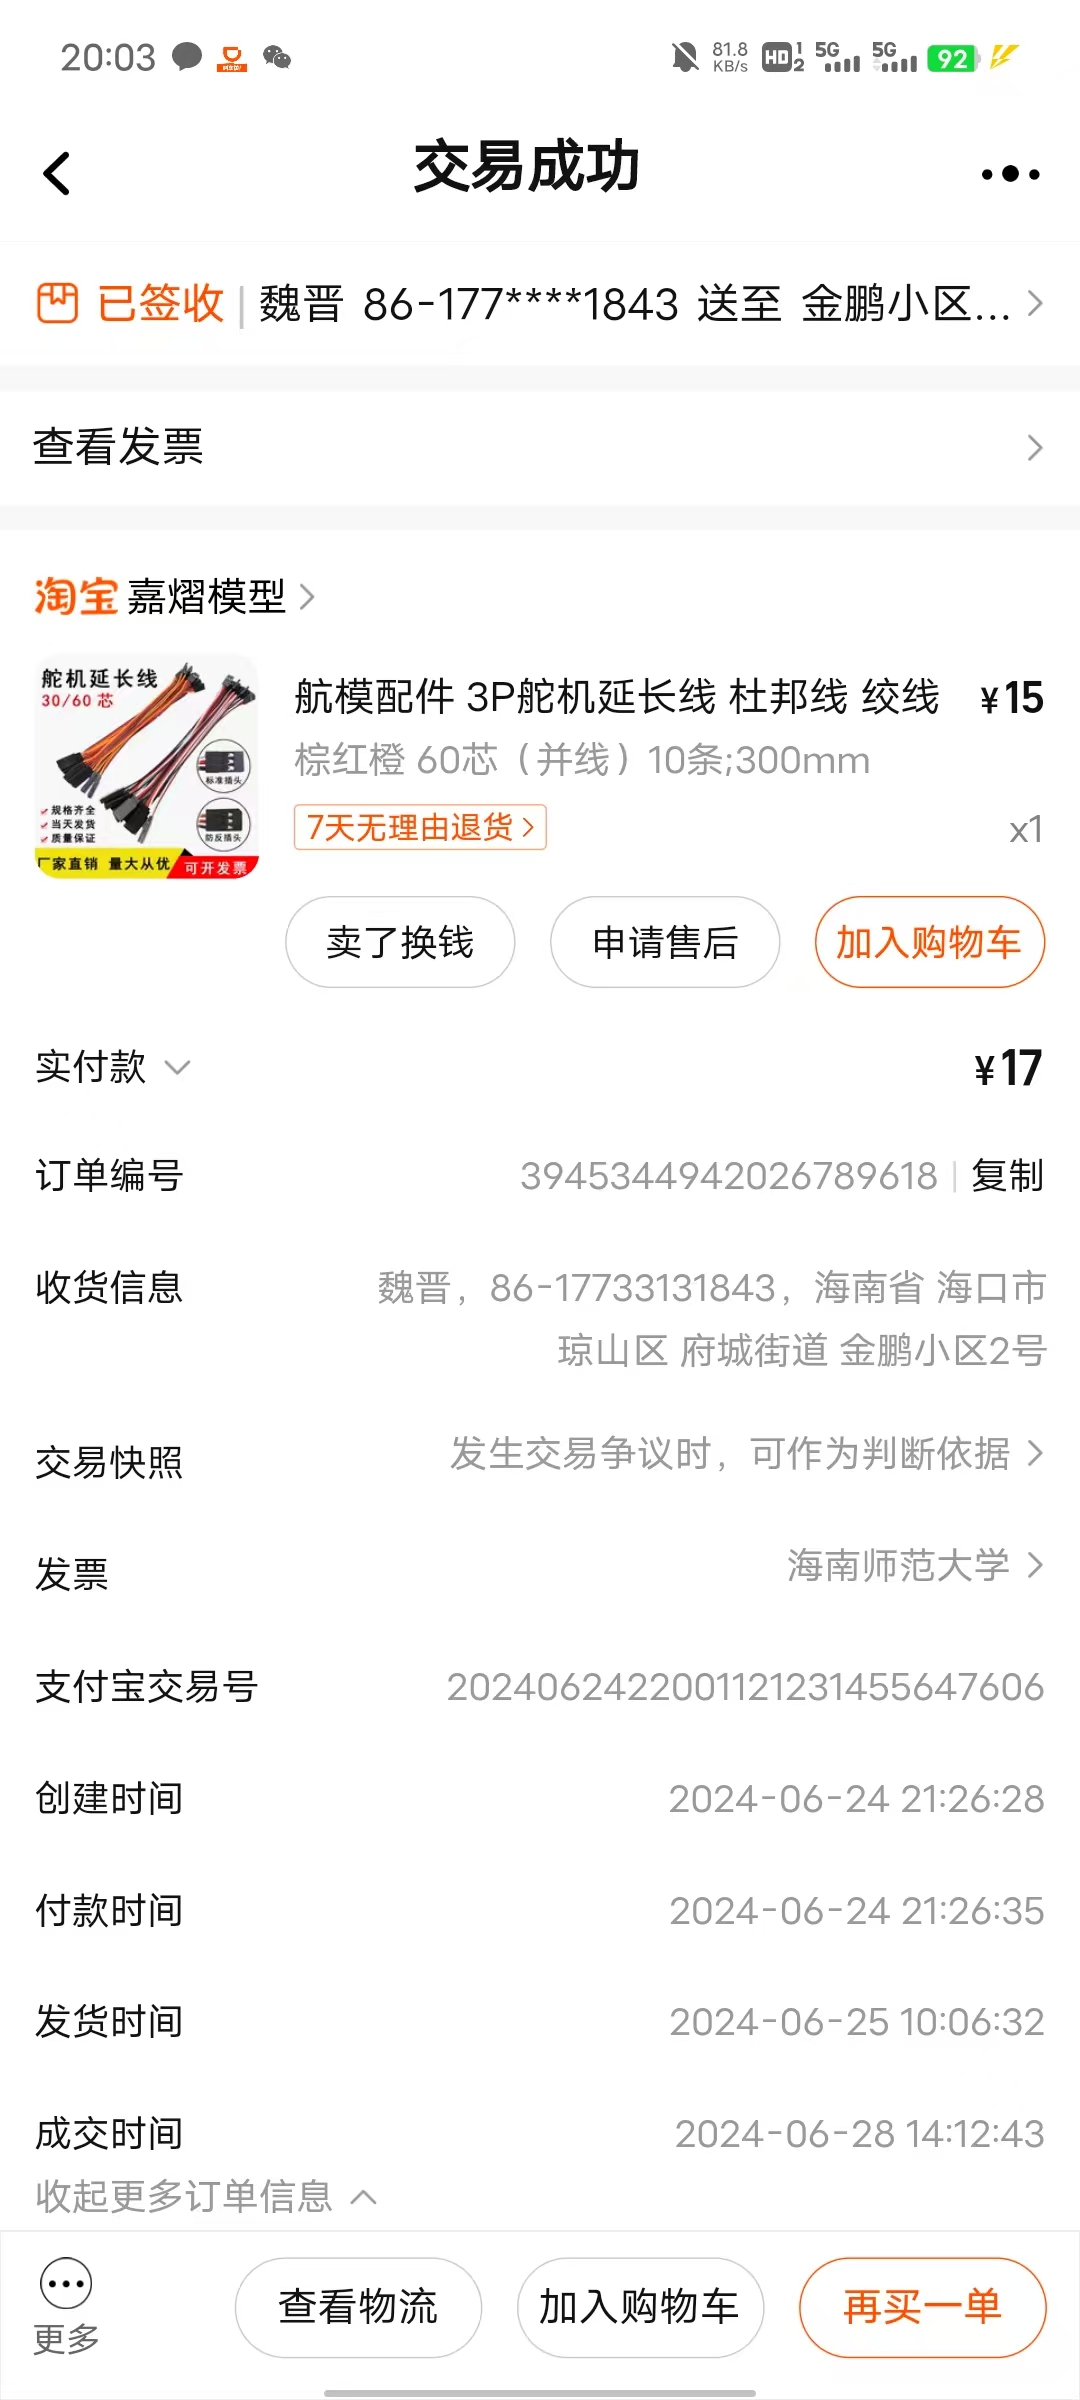 20:03
81.8 KB/s HD 1 2 5G 5G 92
交易成功
已签收 | 魏晋 86-177****1843 送至 金鹏小区...
查看发票
淘宝 嘉熠模型
舵机延长线
30/60 芯
标准插头
规格齐全
当天发货
质量保证
防反插头
厂家直销 量大从优 可开发票
航模配件 3P舵机延长线 杜邦线 绞线 ¥15
棕红橙 60芯（并线）10条;300mm
7天无理由退货
x1
卖了换钱 申请售后 加入购物车
实付款 ¥17
订单编号 3945344942026789618 | 复制
收货信息 魏晋，86-17733131843，海南省 海口市
琼山区 府城街道 金鹏小区2号
交易快照 发生交易争议时，可作为判断依据
发票 海南师范大学
支付宝交易号 2024062422001121231455647606
创建时间 2024-06-24 21:26:28
付款时间 2024-06-24 21:26:35
发货时间 2024-06-25 10:06:32
成交时间 2024-06-28 14:12:43
收起更多订单信息
更多 查看物流 加入购物车 再买一单